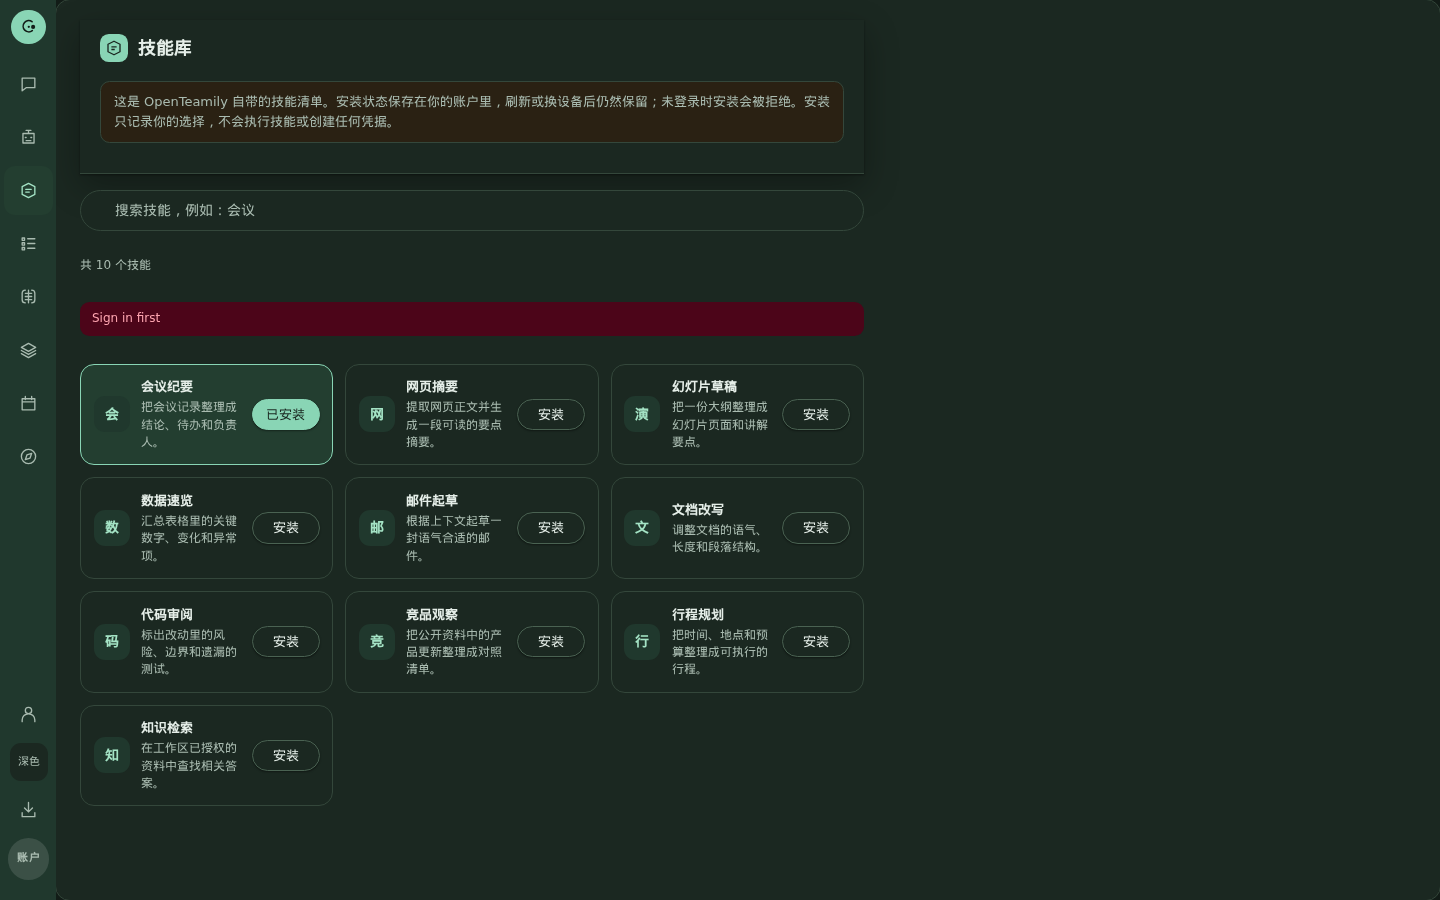 技能库
这是 OpenTeamily 自带的技能清单。安装状态保存在你的账户里，刷新或换设备后仍然保留；未登录时安装会被拒绝。安装
只记录你的选择，不会执行技能或创建任何凭据。
搜索技能，例如：会议
共 10 个技能
Sign in first
会
会议纪要
把会议记录整理成
结论、待办和负责
人。
已安装
网
网页摘要
提取网页正文并生
成一段可读的要点
摘要。
安装
演
幻灯片草稿
把一份大纲整理成
幻灯片页面和讲解
要点。
安装
数
数据速览
汇总表格里的关键
数字、变化和异常
项。
安装
邮
邮件起草
根据上下文起草一
封语气合适的邮
件。
安装
文
文档改写
调整文档的语气、
长度和段落结构。
安装
码
代码审阅
标出改动里的风
险、边界和遗漏的
测试。
安装
竞
竞品观察
把公开资料中的产
品更新整理成对照
清单。
安装
行
行程规划
把时间、地点和预
算整理成可执行的
行程。
安装
知
知识检索
在工作区已授权的
资料中查找相关答
案。
安装
深色
账户